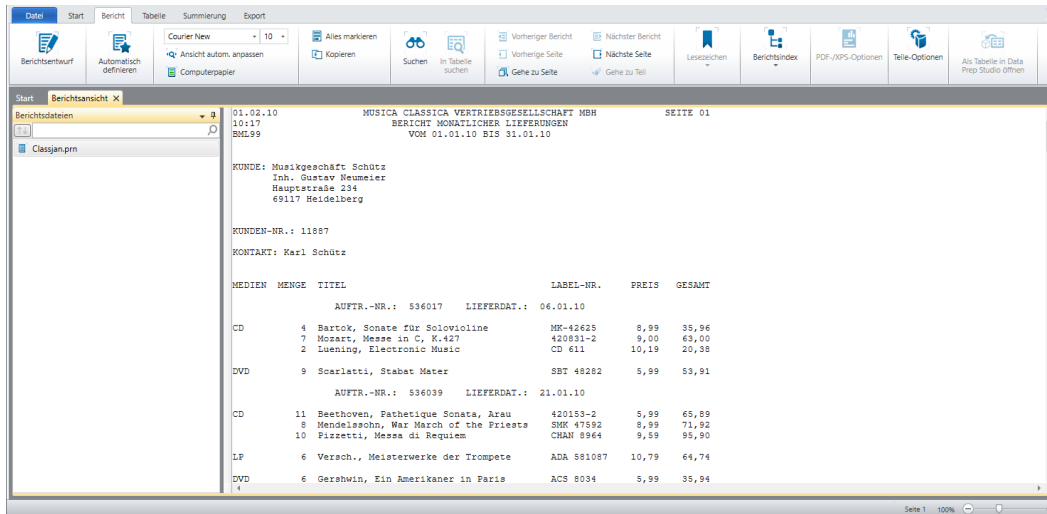 Datei Start Bericht Tabelle Summierung Export
Berichtsentwurf
Automatisch definieren
Courier New 10
Ansicht autom. anpassen
Computerpapier
Alles markieren
Kopieren
Suchen
In Tabelle suchen
Vorheriger Bericht
Vorherige Seite
Gehe zu Seite
Nächster Bericht
Nächste Seite
Gehe zu Teil
Lesezeichen
Berichtsindex
PDF-/XPS-Optionen
Teile-Optionen
Als Tabelle in Data Prep Studio öffnen
Start Berichtsansicht X
Berichtsdateien
Classjan.prn
01.02.10 MUSICA CLASSICA VERTRIEBSGESELLSCHAFT MBH SEITE 01
10:17 BERICHT MONATLICHER LIEFERUNGEN
BML99 VOM 01.01.10 BIS 31.01.10
KUNDE: Musikgeschäft Schütz
Inh. Gustav Neumeier
Hauptstraße 234
69117 Heidelberg
KUNDEN-NR.: 11887
KONTAKT: Karl Schütz
MEDIEN MENGE TITEL LABEL-NR. PREIS GESAMT
AUFTR.-NR.: 536017 LIEFERDAT.: 06.01.10
CD 4 Bartok, Sonate für Solovioline MK-42625 8,99 35,96
7 Mozart, Messe in C, K.427 420831-2 9,00 63,00
2 Luening, Electronic Music CD 611 10,19 20,38
DVD 9 Scarlatti, Stabat Mater SBT 48282 5,99 53,91
AUFTR.-NR.: 536039 LIEFERDAT.: 21.01.10
CD 11 Beethoven, Pathetique Sonata, Arau 420153-2 5,99 65,89
8 Mendelssohn, War March of the Priests SMK 47592 8,99 71,92
10 Pizzetti, Messa di Requiem CHAN 8964 9,59 95,90
LP 6 Versch., Meisterwerke der Trompete ADA 581087 10,79 64,74
DVD 6 Gershwin, Ein Amerikaner in Paris ACS 8034 5,99 35,94
Seite 1 100%